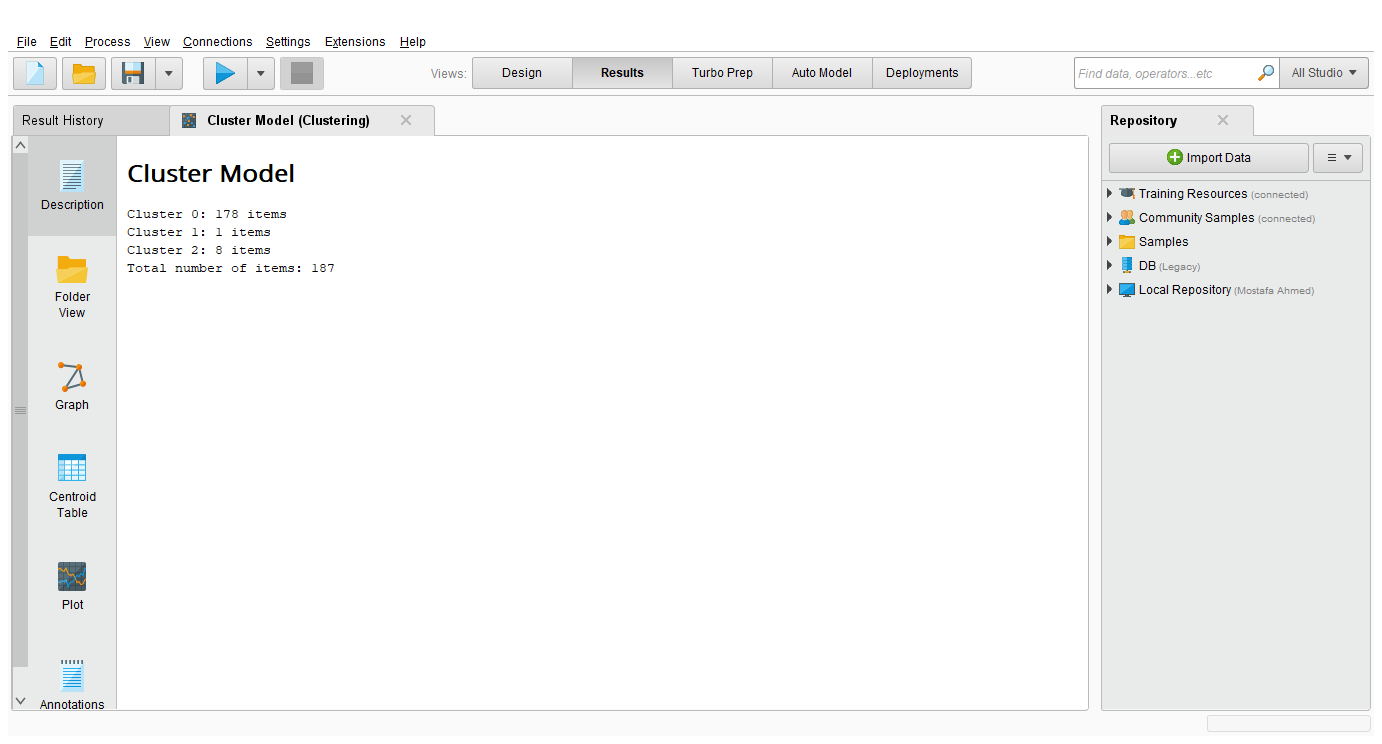 File Edit Process View Connections Settings Extensions Help
Views: Design Results Turbo Prep Auto Model Deployments Find data, operators...etc All Studio
Result History Cluster Model (Clustering) Repository
Description
Folder
View
Graph
Centroid
Table
Plot
Annotations
Cluster Model
Cluster 0: 178 items
Cluster 1: 1 items
Cluster 2: 8 items
Total number of items: 187
Import Data
Training Resources (connected)
Community Samples (connected)
Samples
DB (Legacy)
Local Repository (Mostafa Ahmed)